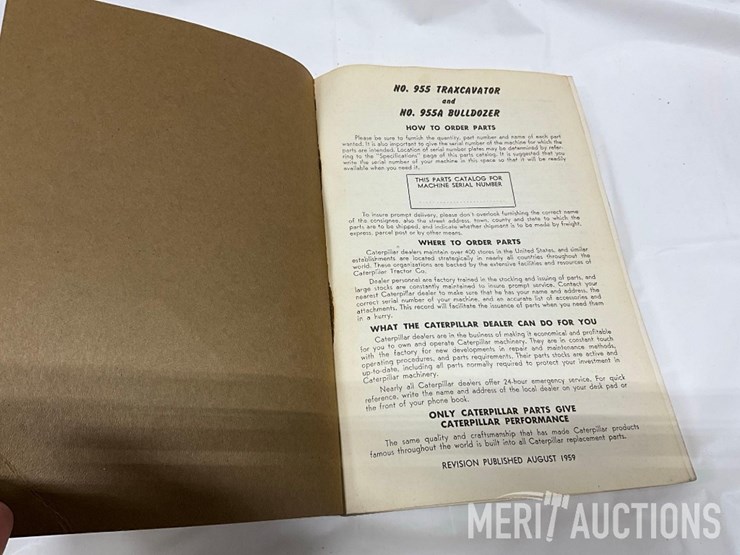 NO. 955 TRAXCAVATOR
and
NO. 955A BULLDOZER
HOW TO ORDER PARTS
Please be sure to furnish the quantity, part number and name of each part
wanted. It is also important to give the serial number of the machine for which the
parts are intended. Location of serial number plates may be determined by refer-
ring to the "Specifications" page of this parts catalog. It is suggested that you
write the serial number of your machine in this space so that it will be readily
available when you need it.
THIS PARTS CATALOG FOR
MACHINE SERIAL NUMBER
To insure prompt delivery, please don't overlook furnishing the correct name
of the consignee, also the street address, town, county and state to which the
parts are to be shipped, and indicate whether shipment is to be made by freight,
express, parcel post or by other means.
WHERE TO ORDER PARTS
Caterpillar dealers maintain over 400 stores in the United States, and similar
establishments are located strategically in nearly all countries throughout the
world. These organizations are backed by the extensive facilities and resources of
Caterpillar Tractor Co.
Dealer personnel are factory trained in the stocking and issuing of parts, and
large stocks are constantly maintained to insure prompt service. Contact your
nearest Caterpillar dealer to make sure that he has your name and address, the
correct serial number of your machine, and an accurate list of accessories and
attachments. This record will facilitate the issuance of parts when you need them
in a hurry.
WHAT THE CATERPILLAR DEALER CAN DO FOR YOU
Caterpillar dealers are in the business of making it economical and profitable
for you to own and operate Caterpillar machinery. They are in constant touch
with the factory for new developments in repair and maintenance methods,
operating procedures, and parts requirements. Their parts stocks are active and
up-to-date, including all parts normally required to protect your investment in
Caterpillar machinery.
Nearly all Caterpillar dealers offer 24-hour emergency service. For quick
reference, write the name and address of the local dealer on your desk pad or
the front of your phone book.
ONLY CATERPILLAR PARTS GIVE
CATERPILLAR PERFORMANCE
The same quality and craftsmanship that has made Caterpillar products
famous throughout the world is built into all Caterpillar replacement parts.
REVISION PUBLISHED AUGUST 1959
MERIT AUCTIONS